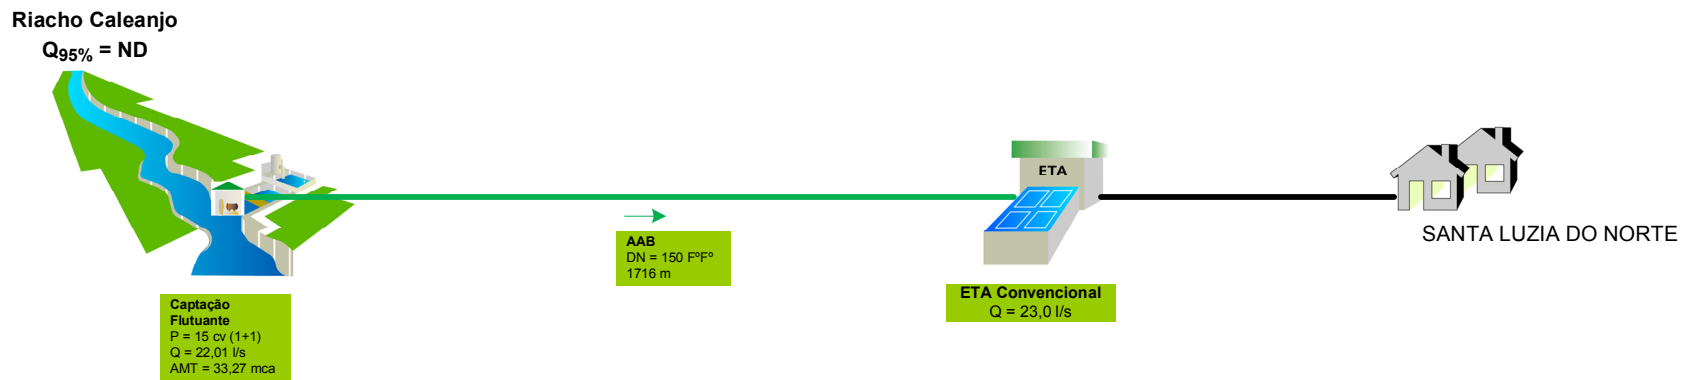 Riacho Caleanjo
Q95% = ND
ETA
SANTA LUZIA DO NORTE
AAB
DN = 150 FºFº
1716 m
ETA Convencional
Q = 23,0 l/s
Captação
Flutuante
P = 15 cv (1+1)
Q = 22,01 l/s
AMT = 33,27 mca